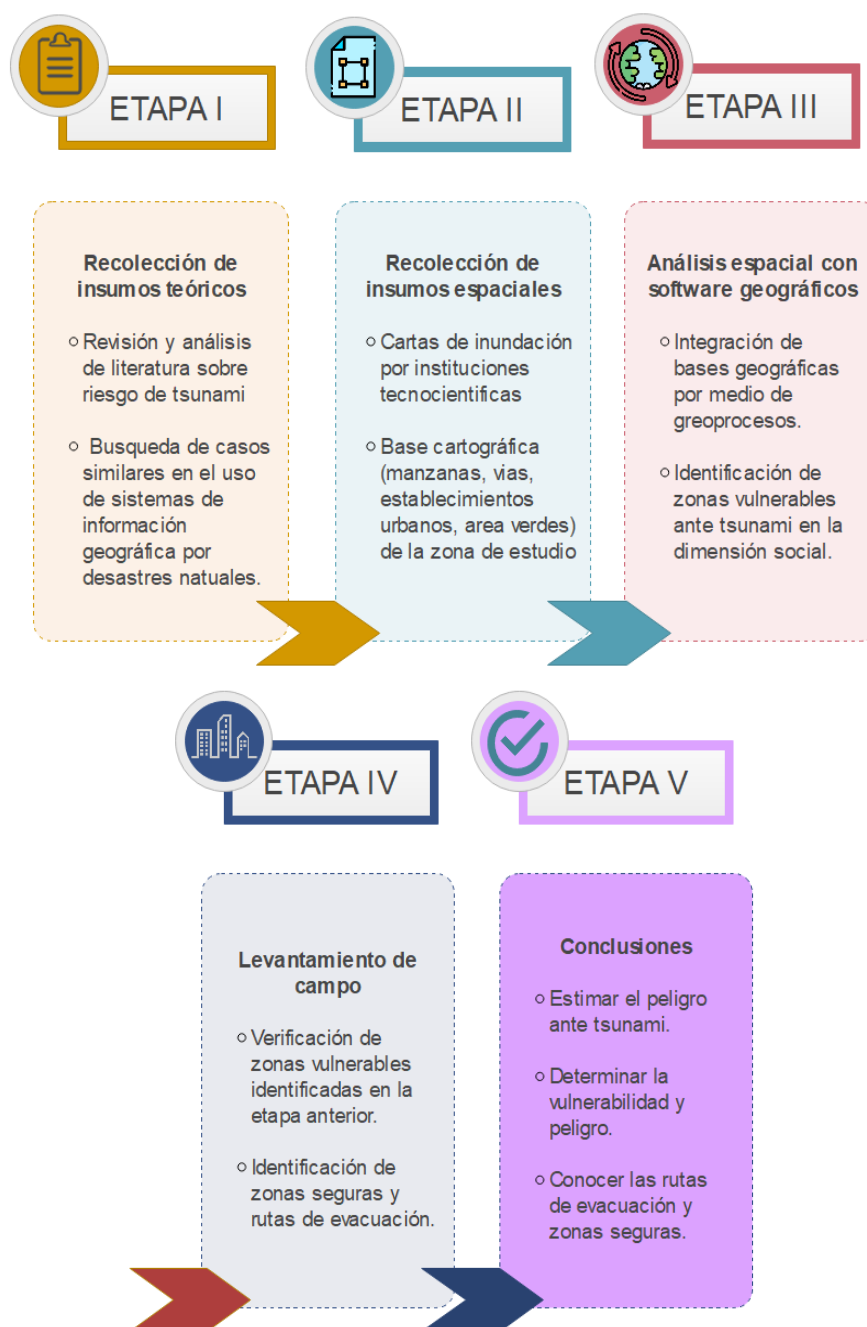 ETAPA I
ETAPA II
ETAPA III
Recolección de
insumos teóricos
Revisión y análisis
de literatura sobre
riesgo de tsunami
Busqueda de casos
similares en el uso
de sistemas de
información
geográfica por
desastres natuales.
Recolección de
insumos espaciales
Cartas de inundación
por instituciones
tecnocientificas
Base cartográfica
(manzanas, vias,
establecimientos
urbanos, area verdes)
de la zona de estudio
Análisis espacial con
software geográficos
Integración de
bases geográficas
por medio de
greoprocesos.
Identificación de
zonas vulnerables
ante tsunami en la
dimensión social.
ETAPA IV
ETAPA V
Levantamiento de
campo
Verificación de
zonas vulnerables
identificadas en la
etapa anterior.
Identificación de
zonas seguras y
rutas de evacuación.
Conclusiones
Estimar el peligro
ante tsunami.
Determinar la
vulnerabilidad y
peligro.
Conocer las rutas
de evacuación y
zonas seguras.